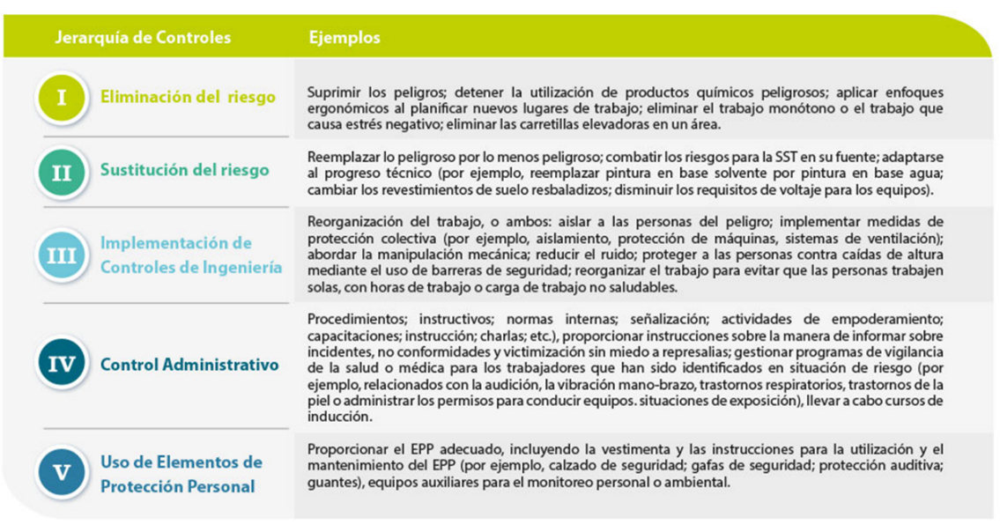 Jerarquía de Controles
Ejemplos
I
Eliminación del riesgo
Suprimir los peligros; detener la utilización de productos químicos peligrosos; aplicar enfoques
ergonómicos al planificar nuevos lugares de trabajo; eliminar el trabajo monótono o el trabajo que
causa estrés negativo; eliminar las carretillas elevadoras en un área.
II
Sustitución del riesgo
Reemplazar lo peligroso por lo menos peligroso; combatir los riesgos para la SST en su fuente; adaptarse
al progreso técnico (por ejemplo, reemplazar pintura en base solvente por pintura en base agua;
cambiar los revestimientos de suelo resbaladizos; disminuir los requisitos de voltaje para los equipos).
III
Implementación de
Controles de Ingeniería
Reorganización del trabajo, o ambos: aislar a las personas del peligro; implementar medidas de
protección colectiva (por ejemplo, aislamiento, protección de máquinas, sistemas de ventilación);
abordar la manipulación mecánica; reducir el ruido; proteger a las personas contra caídas de altura
mediante el uso de barreras de seguridad; reorganizar el trabajo para evitar que las personas trabajen
solas, con horas de trabajo o carga de trabajo no saludables.
IV
Control Administrativo
Procedimientos; instructivos; normas internas; señalización; actividades de empoderamiento;
capacitaciones; instrucción; charlas; etc.), proporcionar instrucciones sobre la manera de informar sobre
incidentes, no conformidades y victimización sin miedo a represalias; gestionar programas de vigilancia
de la salud o médica para los trabajadores que han sido identificados en situación de riesgo (por
ejemplo, relacionados con la audición, la vibración mano-brazo, trastornos respiratorios, trastornos de la
piel o administrar los permisos para conducir equipos. situaciones de exposición), llevar a cabo cursos de
inducción.
V
Uso de Elementos de
Protección Personal
Proporcionar el EPP adecuado, incluyendo la vestimenta y las instrucciones para la utilización y el
mantenimiento del EPP (por ejemplo, calzado de seguridad; gafas de seguridad; protección auditiva;
guantes), equipos auxiliares para el monitoreo personal o ambiental.